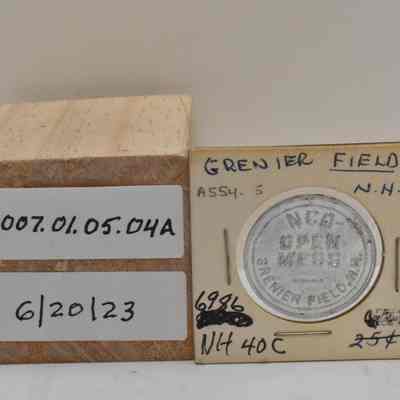 007.01.05.04A
6/20/23
GRENIER FIELD
ASSY. 5 N.H.
NCO
OPEN
MESS
GRENIER FIELD, N.H.
6986
NH 40C 25¢